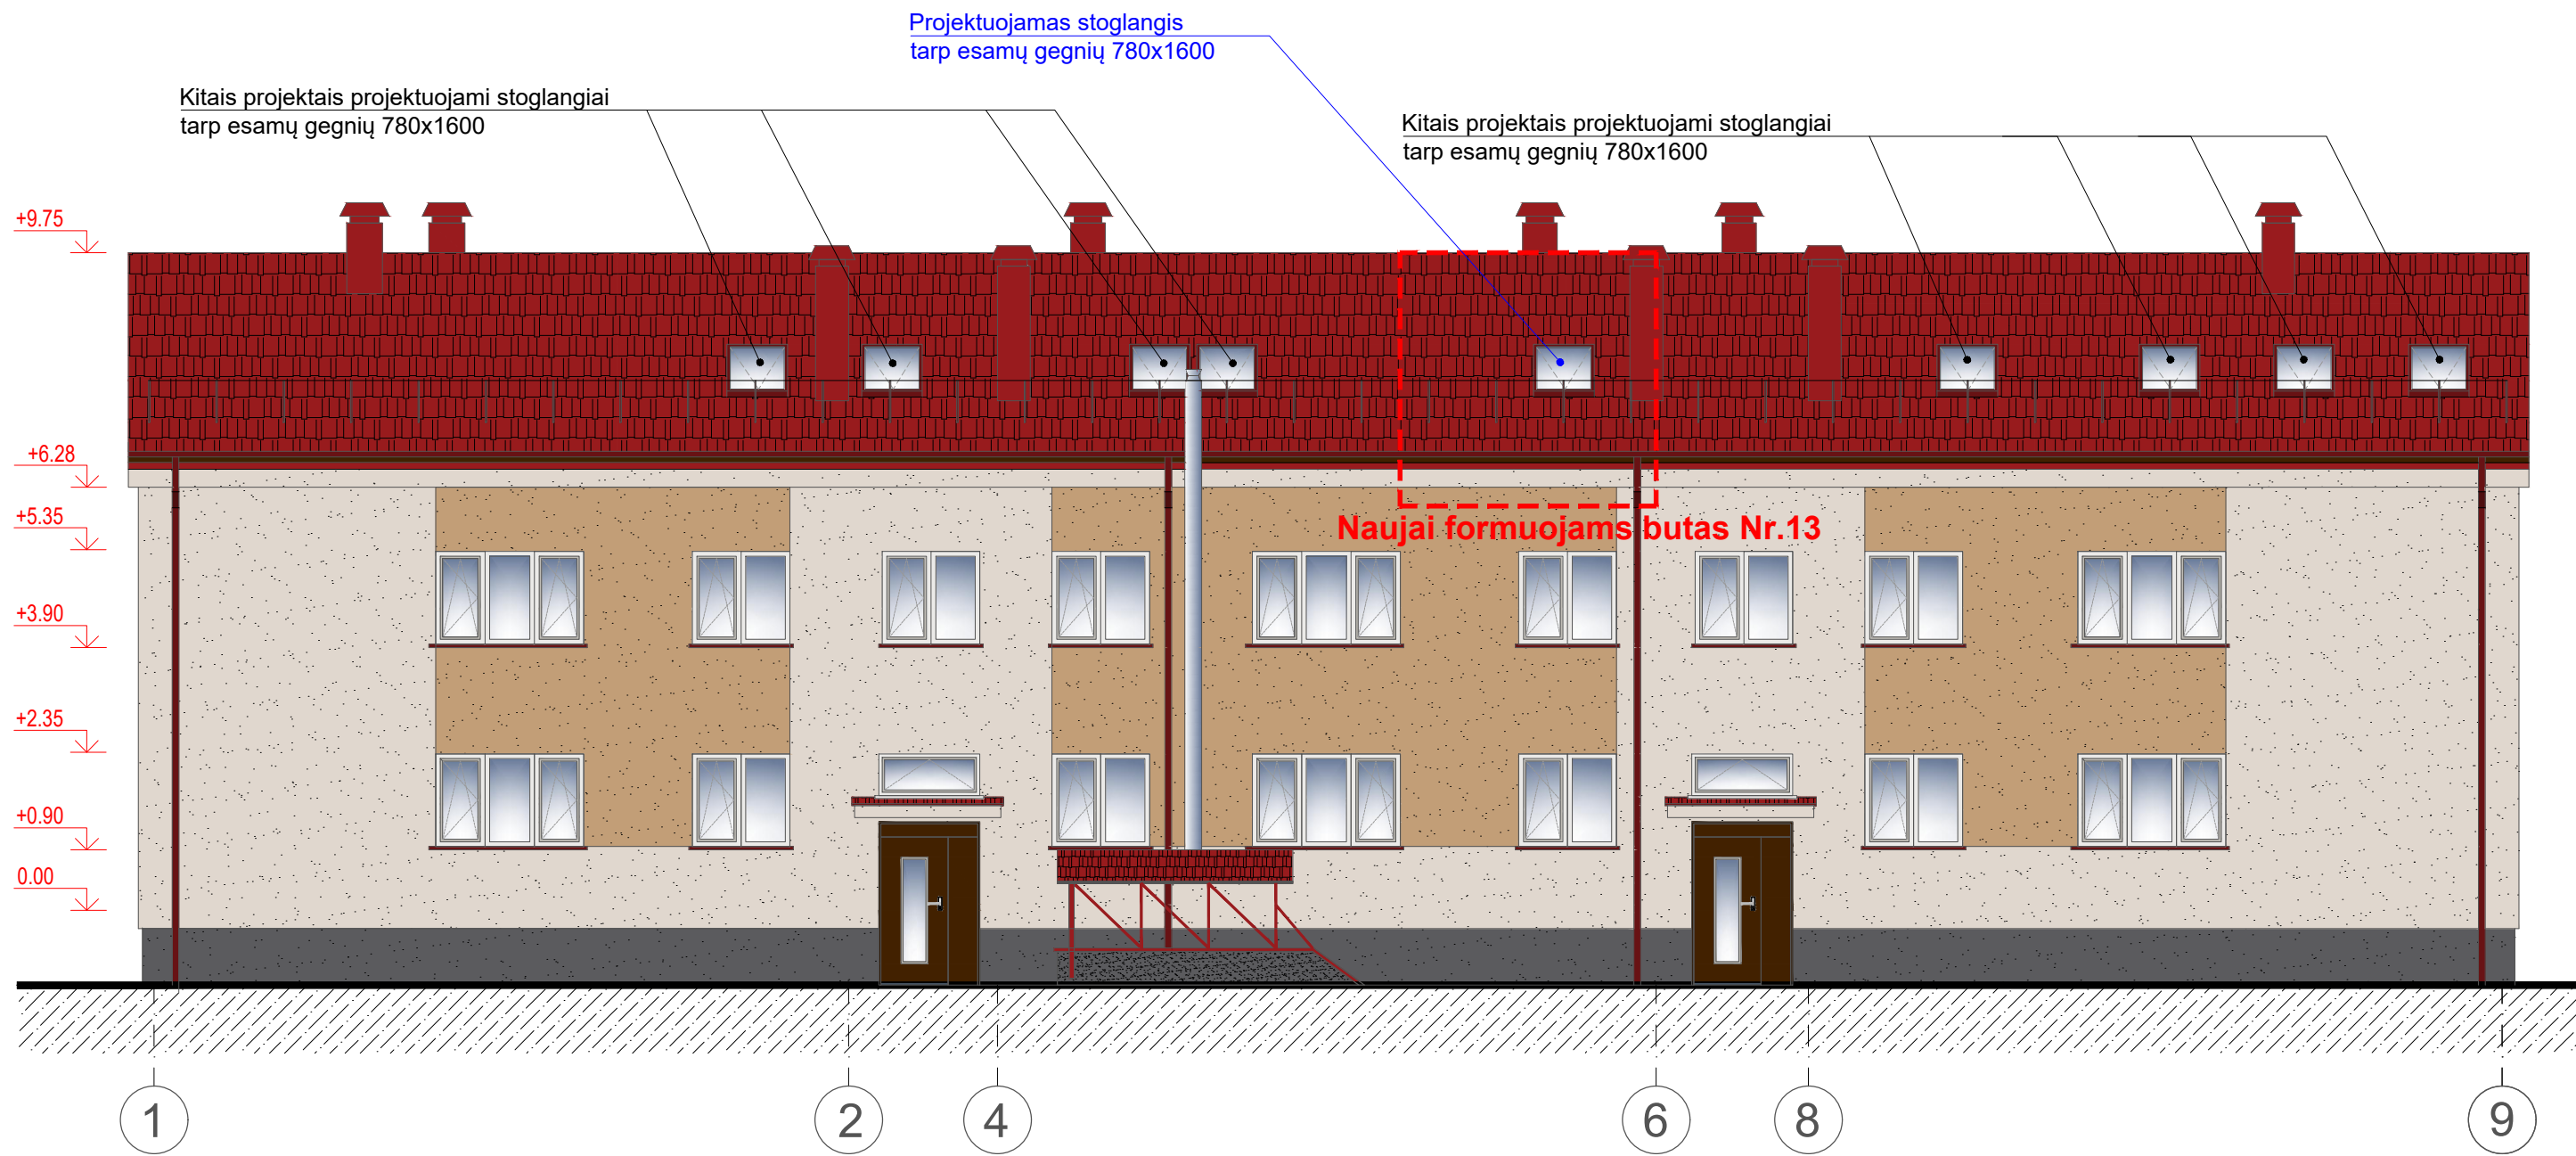 Projektuojamas stoglangis
tarp esamų gegnių 780x1600
Kitais projektais projektuojami stoglangiai
tarp esamų gegnių 780x1600
Kitais projektais projektuojami stoglangiai
tarp esamų gegnių 780x1600
+9.75
+6.28
+5.35
Naujai formuojams butas Nr.13
+3.90
+2.35
+0.90
0.00
1 2 4 6 8 9